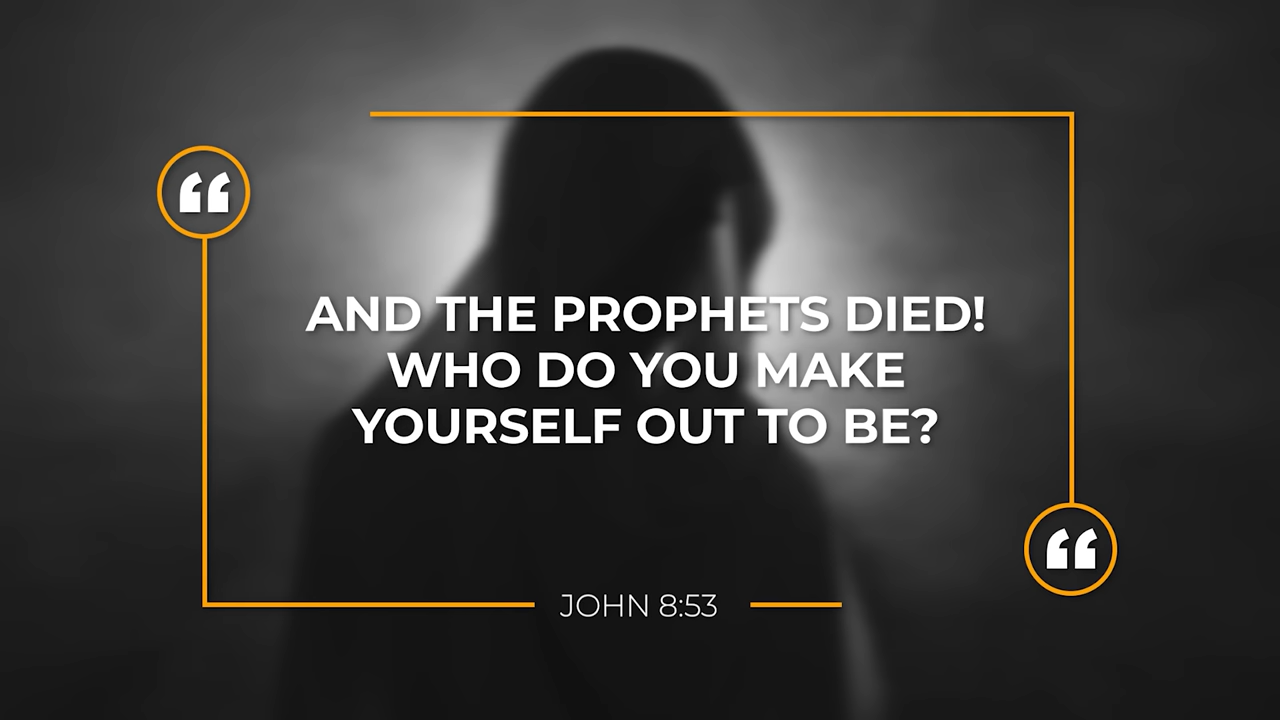 “
AND THE PROPHETS DIED!
WHO DO YOU MAKE
YOURSELF OUT TO BE?
“
JOHN 8:53